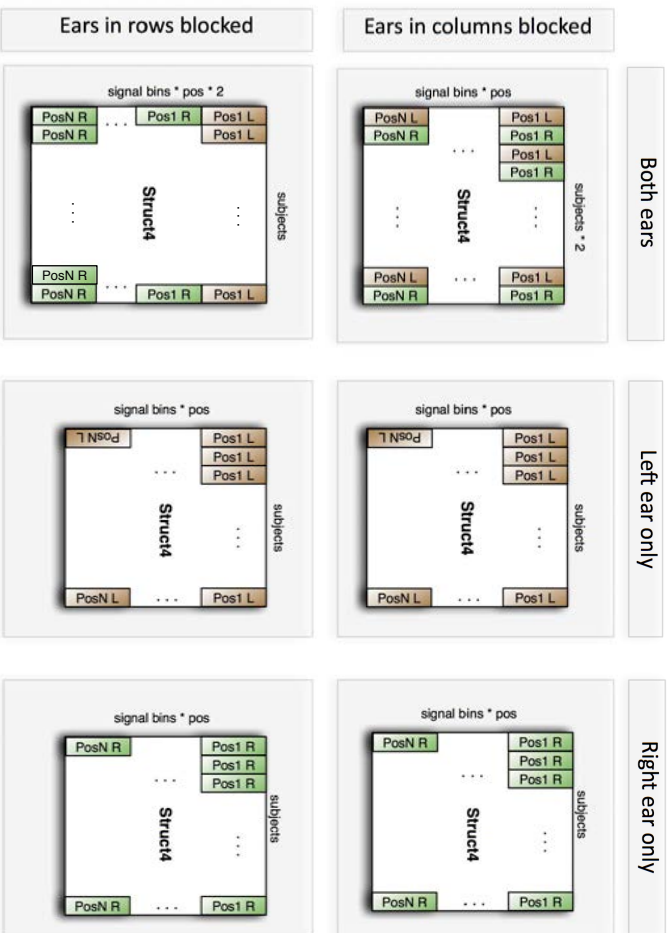 Ears in rows blocked
Ears in columns blocked
signal bins * pos * 2
PosN R ... Pos1 R Pos1 L
PosN R Pos1 L
Struct4
subjects
PosN R
PosN R ... Pos1 R Pos1 L
signal bins * pos
PosN L Pos1 L
PosN R Pos1 R
... Pos1 L
Pos1 R
Struct4
subjects * 2
PosN L ... Pos1 L
PosN R Pos1 R
Both ears
signal bins * pos
PosN L Pos1 L
Pos1 L
... Pos1 L
Struct4
subjects
PosN L ... Pos1 L
signal bins * pos
PosN L Pos1 L
Pos1 L
... Pos1 L
Struct4
subjects
PosN L ... Pos1 L
Left ear only
signal bins * pos
PosN R Pos1 R
Pos1 R
... Pos1 R
Struct4
subjects
PosN R ... Pos1 R
signal bins * pos
PosN R Pos1 R
Pos1 R
... Pos1 R
Struct4
subjects
PosN R ... Pos1 R
Right ear only